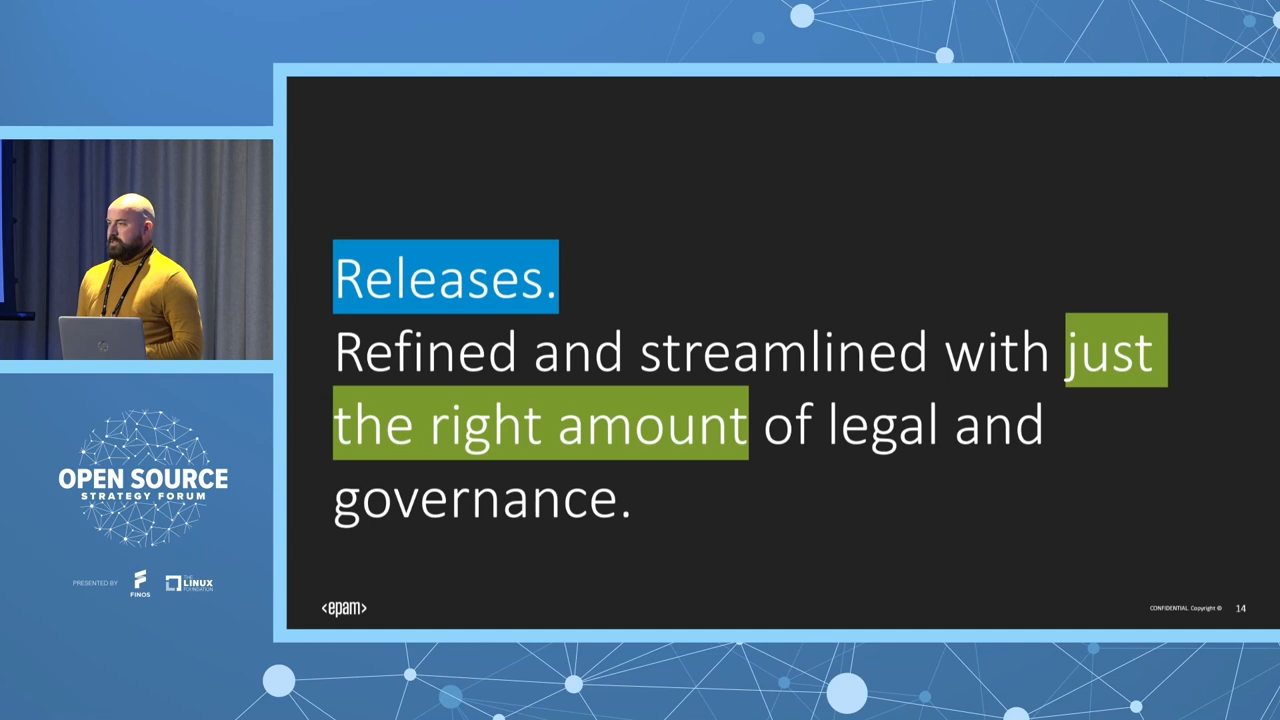 Releases.
Refined and streamlined with just
the right amount of legal and
governance.
<epam>
CONFIDENTIAL. Copyright ©
14
OPEN SOURCE
STRATEGY FORUM
PRESENTED BY
FINOS
THE
LINUX
FOUNDATION